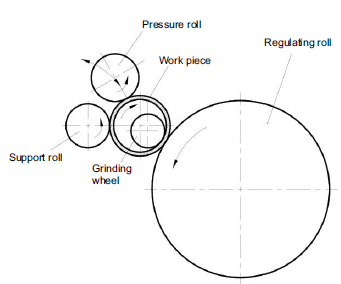 Pressure roll
Regulating roll
Work piece
Support roll
Grinding
wheel